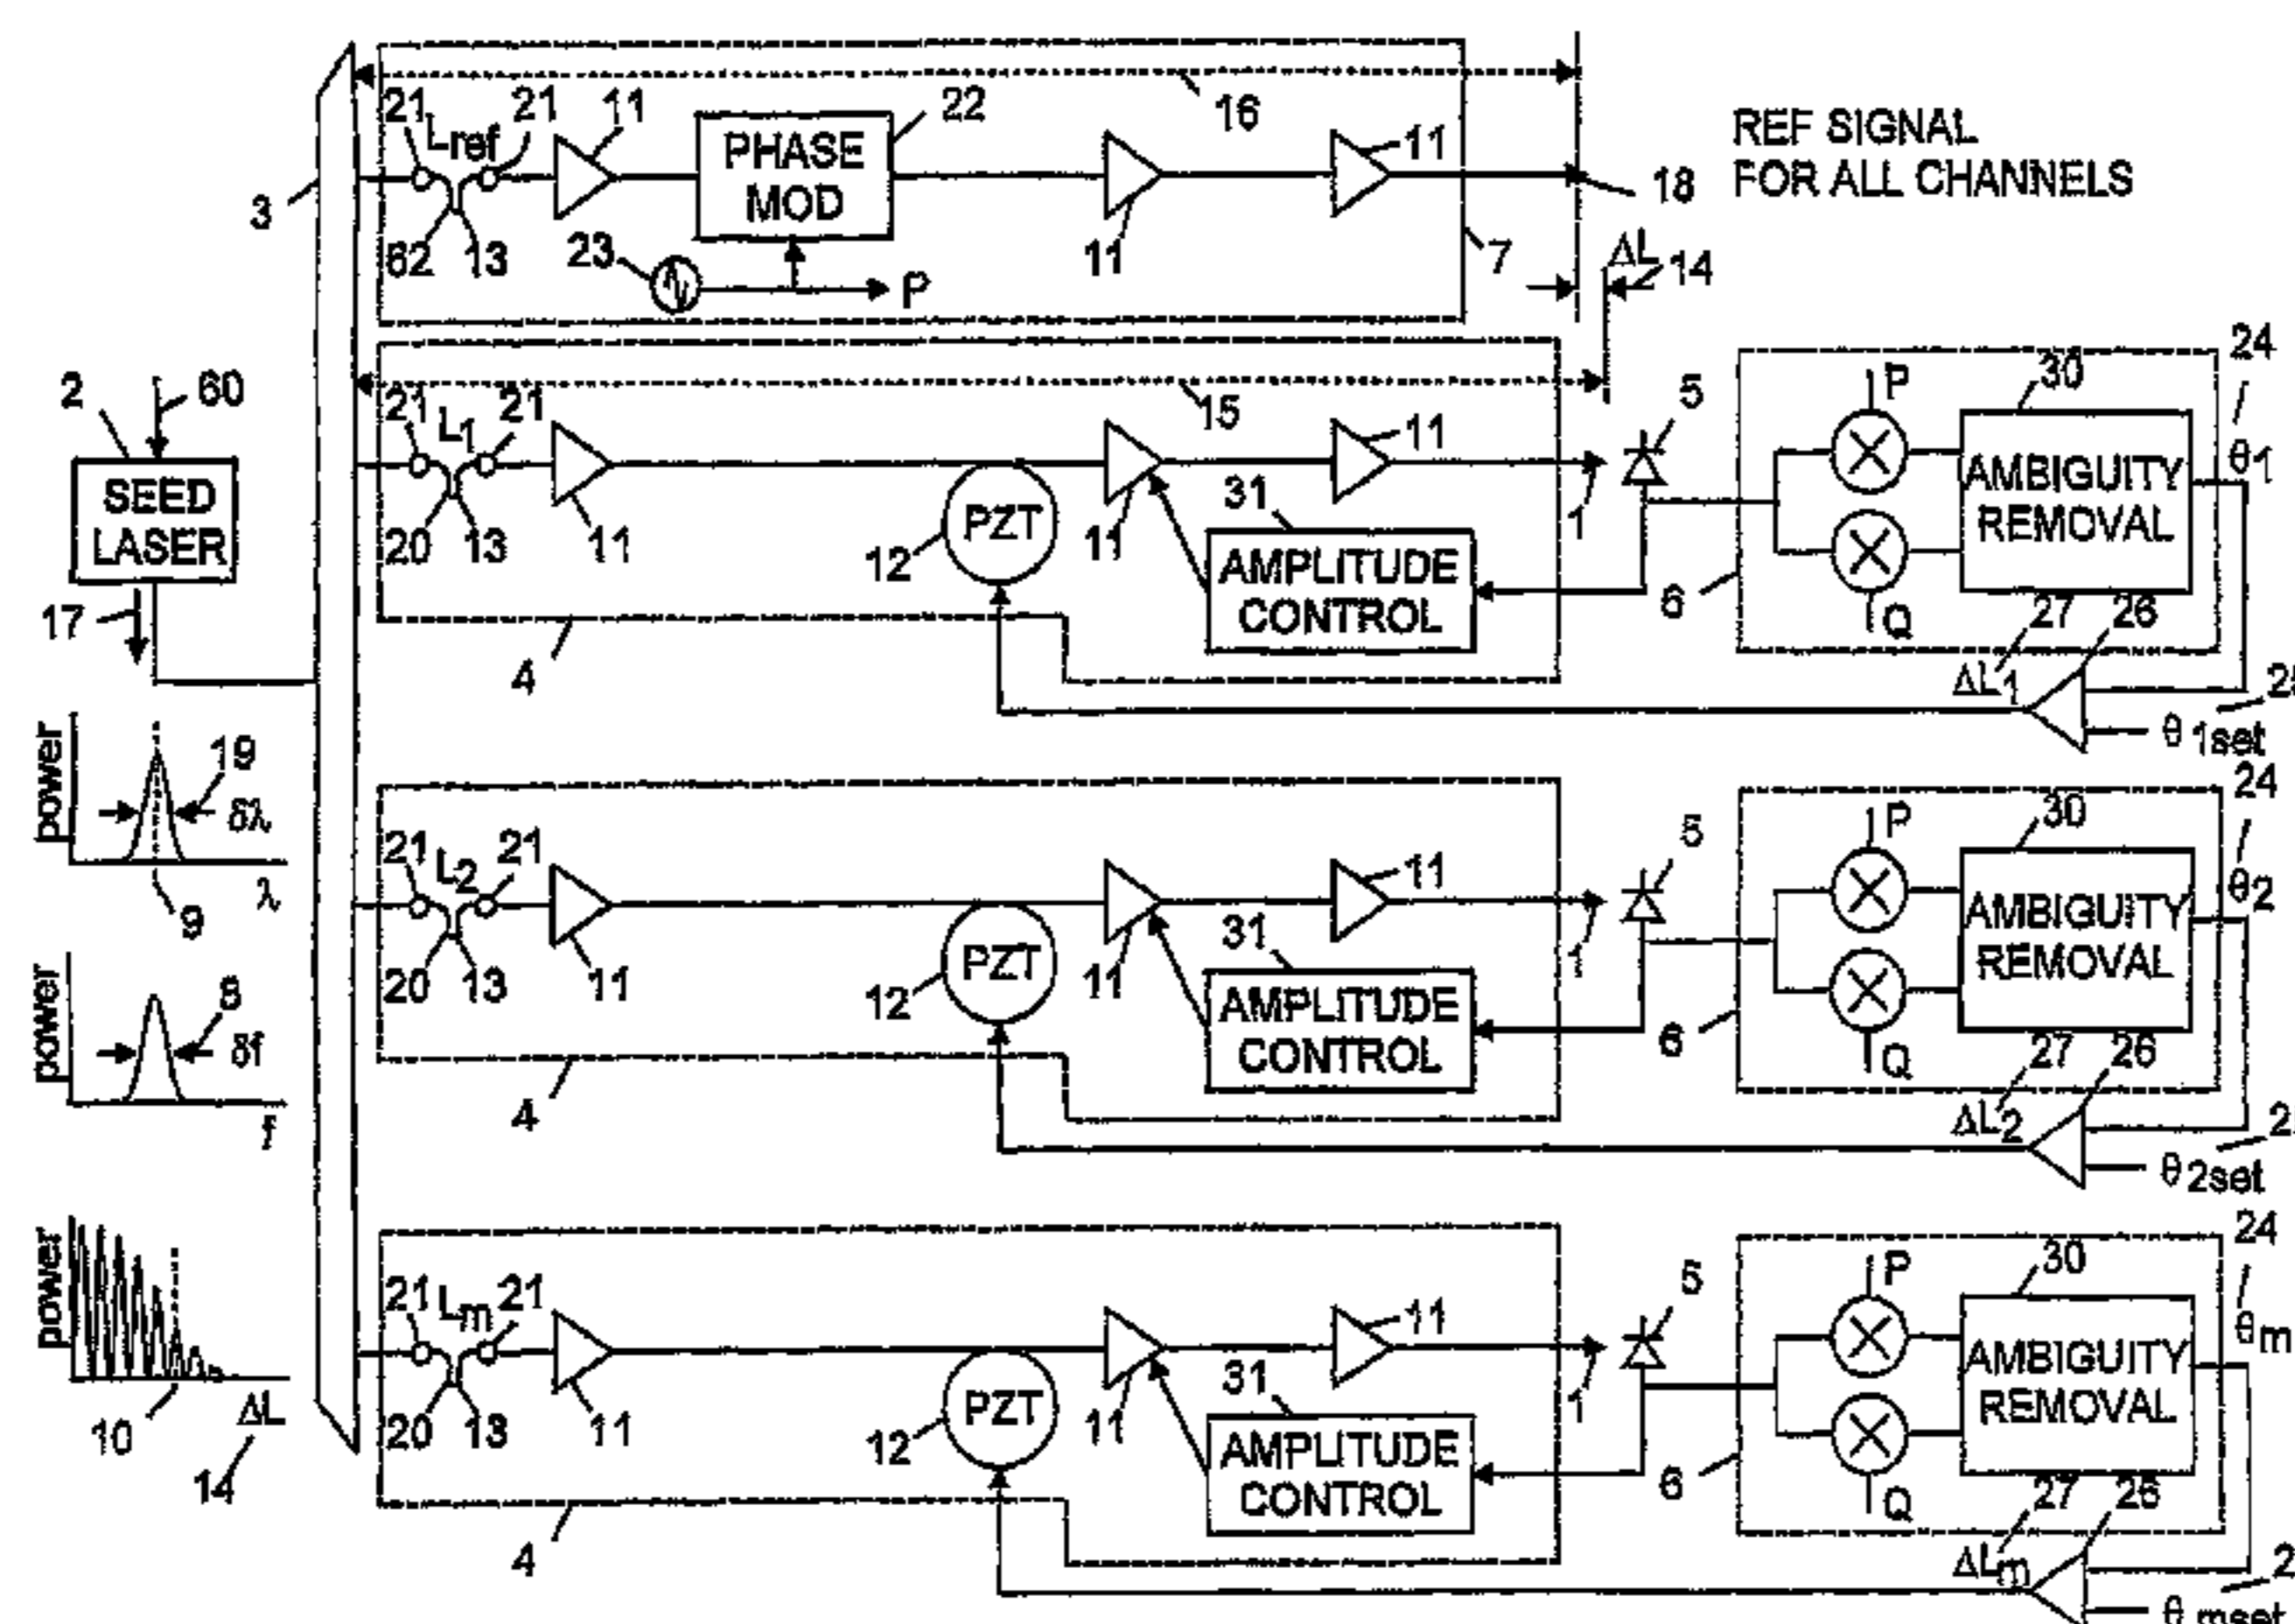 16
21
L-ref
21
11
PHASE
MOD
22
11
18
REF SIGNAL
FOR ALL CHANNELS
3
62
13
23
P
11
7
ΔL
14
2
60
SEED
LASER
17
21
L1
21
11
15
5
12
PZT
11
11
20
13
31
AMPLITUDE
CONTROL
1
6
P
Q
30
AMBIGUITY
REMOVAL
24
θ1
27
26
ΔL1
θ1set
4
power
19
δλ
λ
9
21
L2
21
11
20
13
12
PZT
11
11
31
AMPLITUDE
CONTROL
1
5
6
P
Q
30
AMBIGUITY
REMOVAL
24
θ2
27
26
ΔL2
θ2set
4
power
8
δf
f
21
Lm
21
11
20
13
12
PZT
11
11
31
AMPLITUDE
CONTROL
1
5
6
P
Q
30
AMBIGUITY
REMOVAL
24
θm
27
26
ΔLm
θmset
4
power
10
ΔL
14